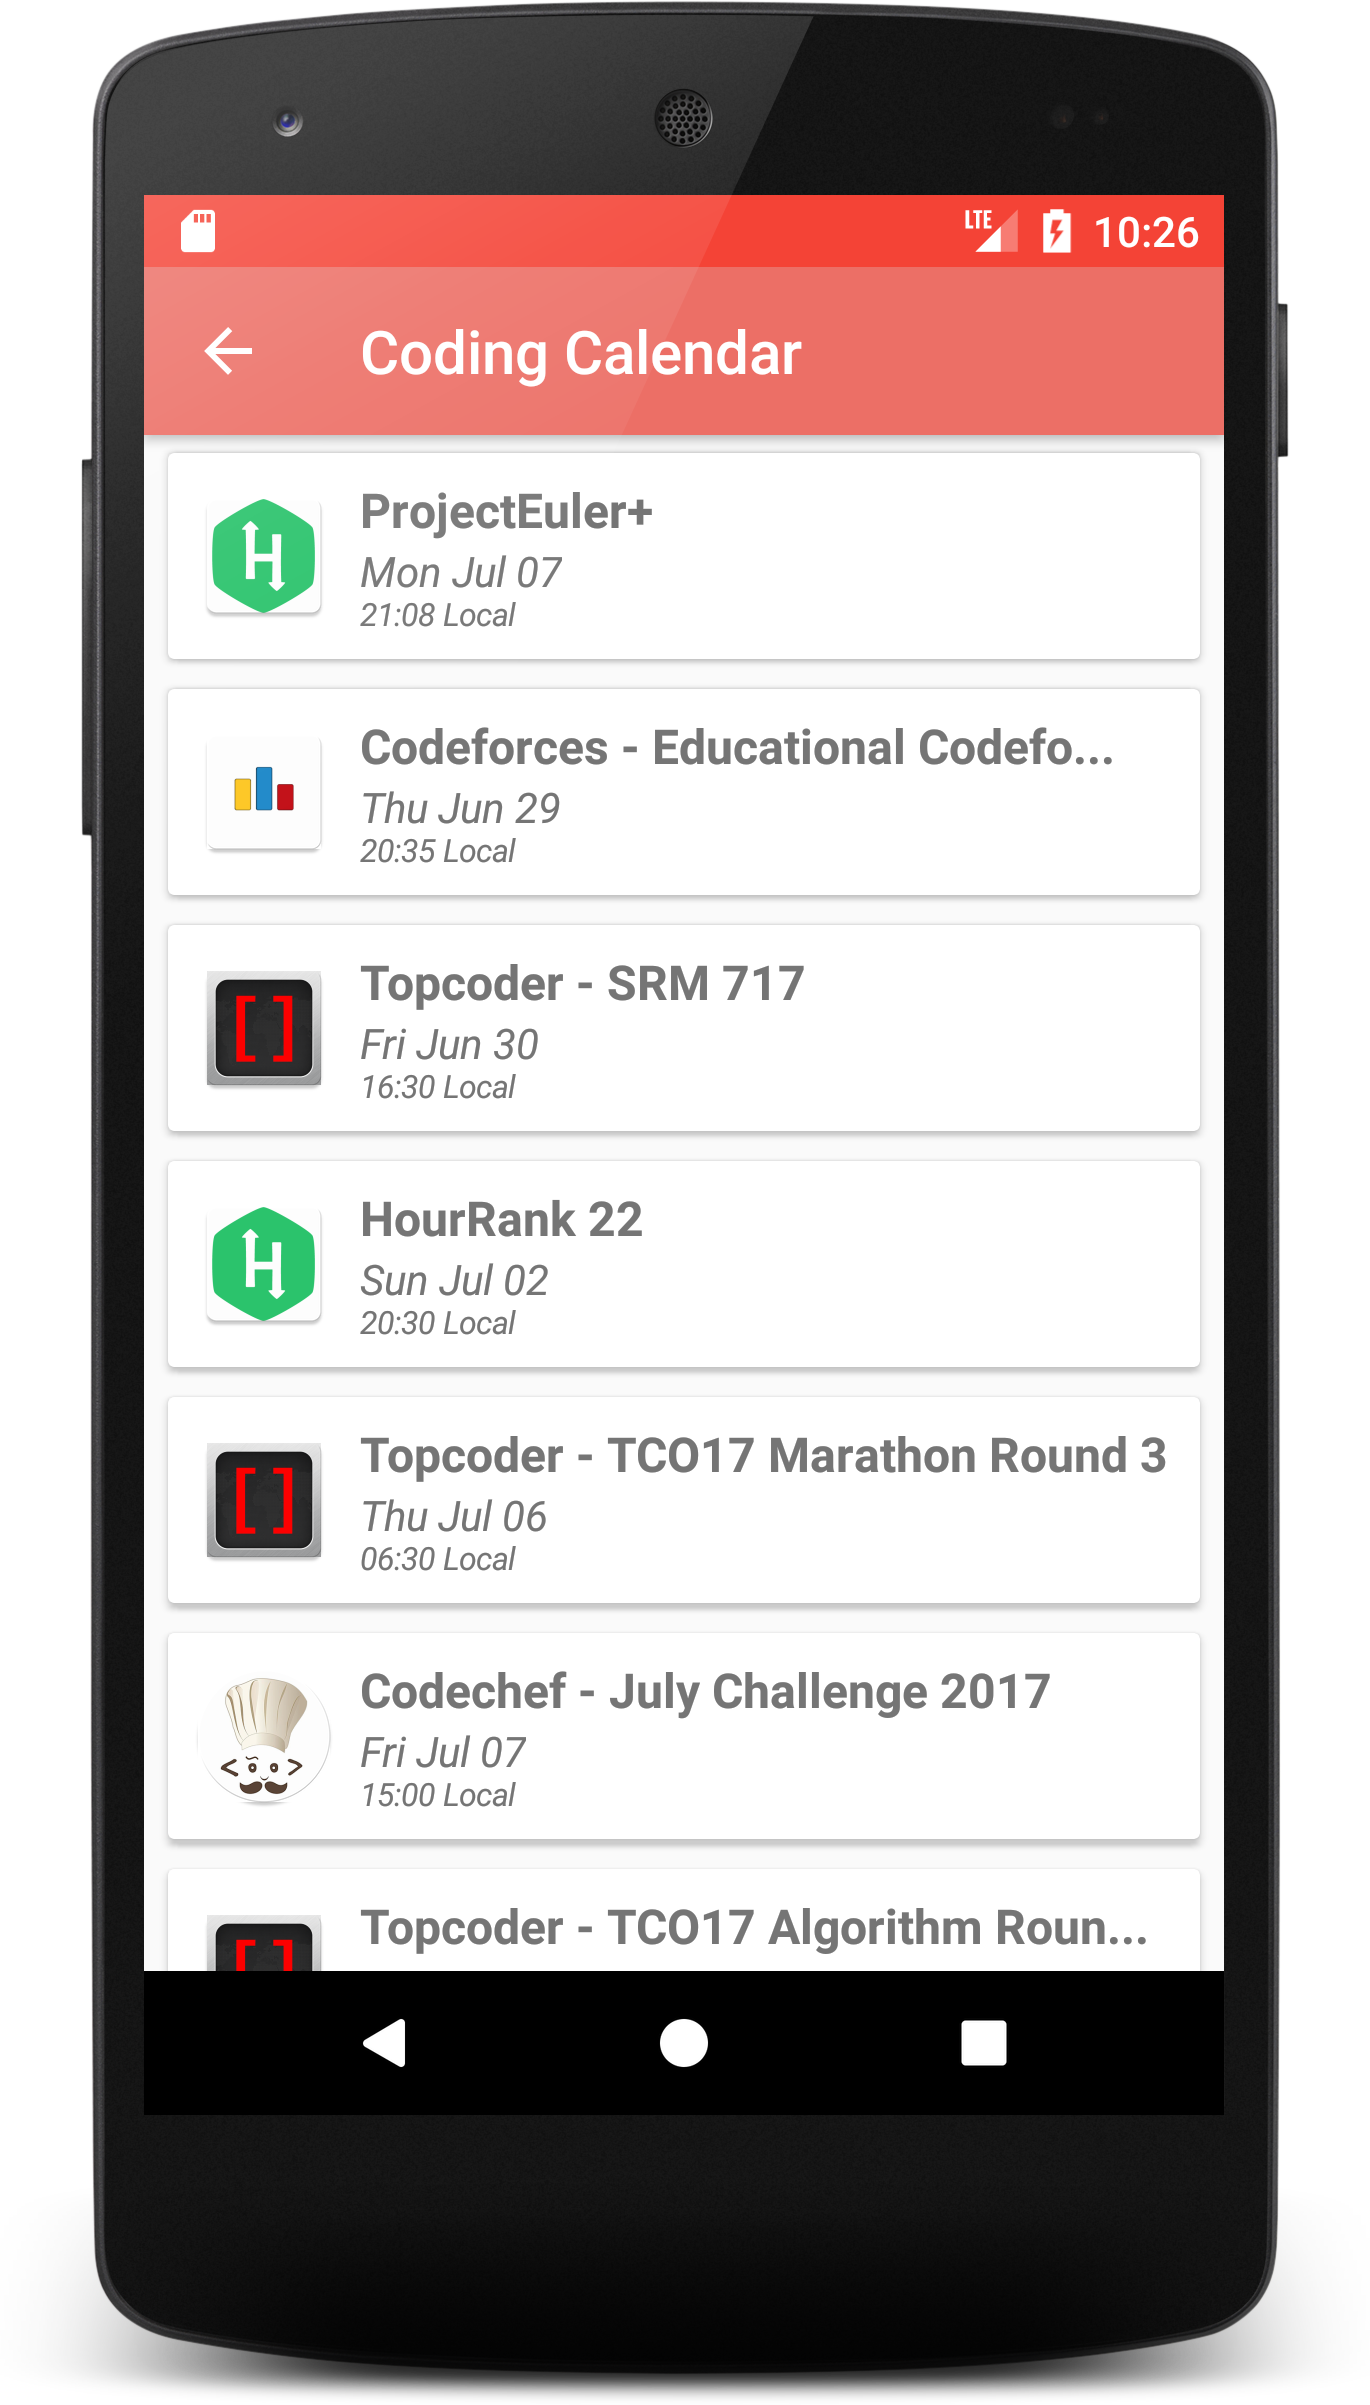 LTE 10:26
Coding Calendar
ProjectEuler+
Mon Jul 07
21:08 Local
Codeforces - Educational Codefo...
Thu Jun 29
20:35 Local
Topcoder - SRM 717
Fri Jun 30
16:30 Local
HourRank 22
Sun Jul 02
20:30 Local
Topcoder - TCO17 Marathon Round 3
Thu Jul 06
06:30 Local
Codechef - July Challenge 2017
Fri Jul 07
15:00 Local
Topcoder - TCO17 Algorithm Roun...